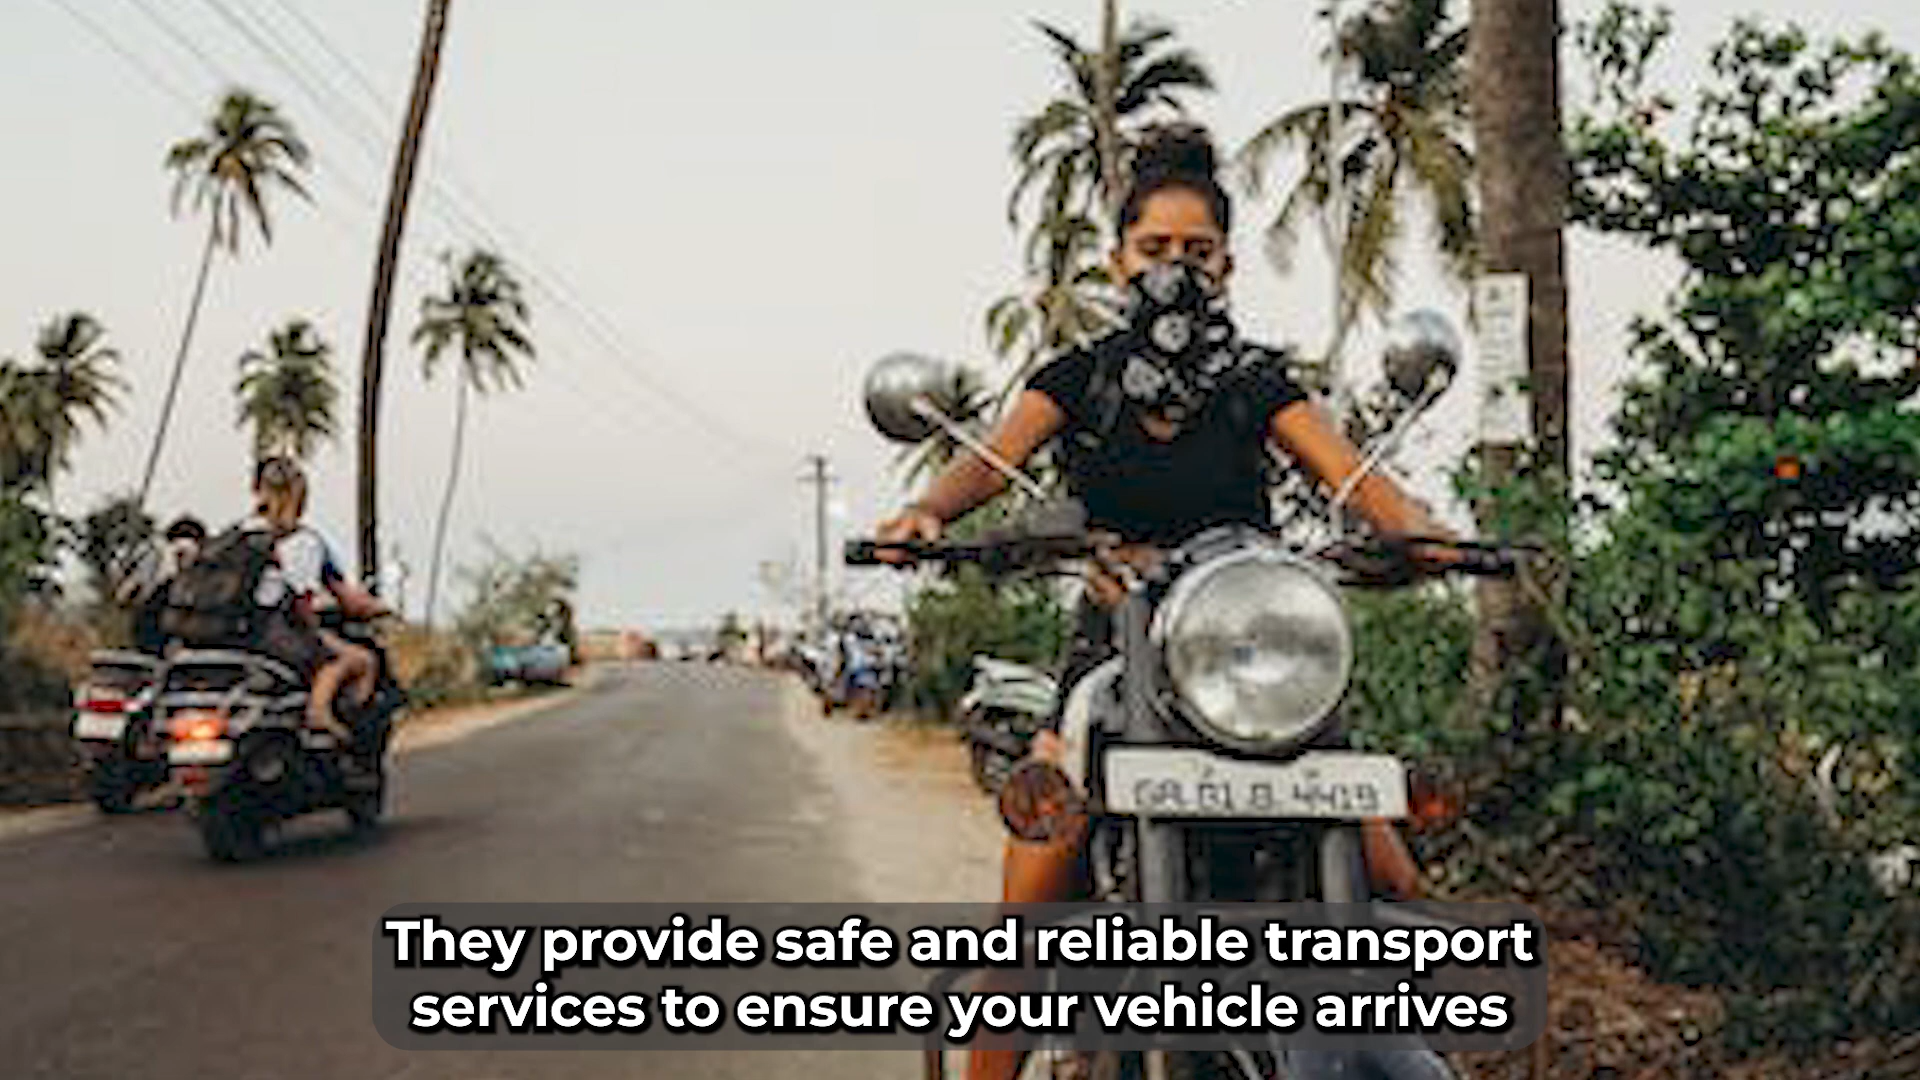 They provide safe and reliable transport
services to ensure your vehicle arrives